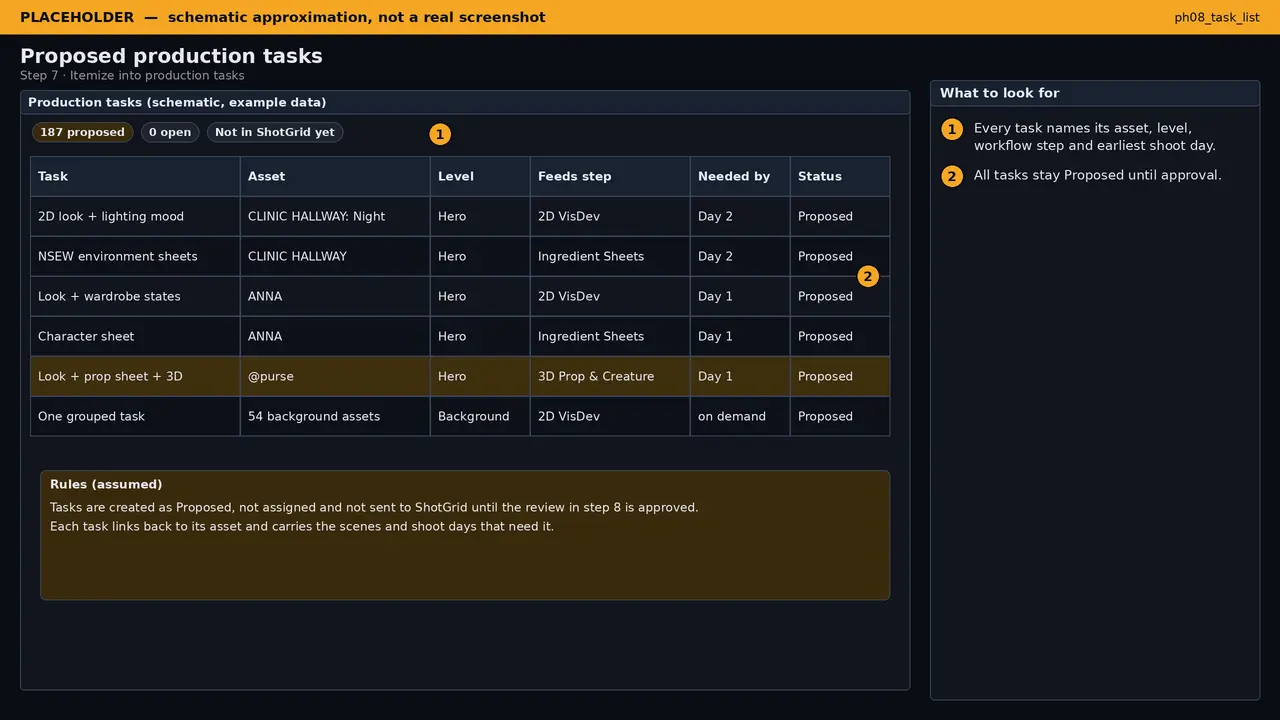 PLACEHOLDER — schematic approximation, not a real screenshot
ph08_task_list
Proposed production tasks
Step 7 · Itemize into production tasks
Production tasks (schematic, example data)
187 proposed 0 open Not in ShotGrid yet 1
Task Asset Level Feeds step Needed by Status
2D look + lighting mood CLINIC HALLWAY: Night Hero 2D VisDev Day 2 Proposed
NSEW environment sheets CLINIC HALLWAY Hero Ingredient Sheets Day 2 Proposed
2
Look + wardrobe states ANNA Hero 2D VisDev Day 1 Proposed
Character sheet ANNA Hero Ingredient Sheets Day 1 Proposed
Look + prop sheet + 3D @purse Hero 3D Prop & Creature Day 1 Proposed
One grouped task 54 background assets Background 2D VisDev on demand Proposed
Rules (assumed)
Tasks are created as Proposed, not assigned and not sent to ShotGrid until the review in step 8 is approved.
Each task links back to its asset and carries the scenes and shoot days that need it.
What to look for
1 Every task names its asset, level,
workflow step and earliest shoot day.
2 All tasks stay Proposed until approval.